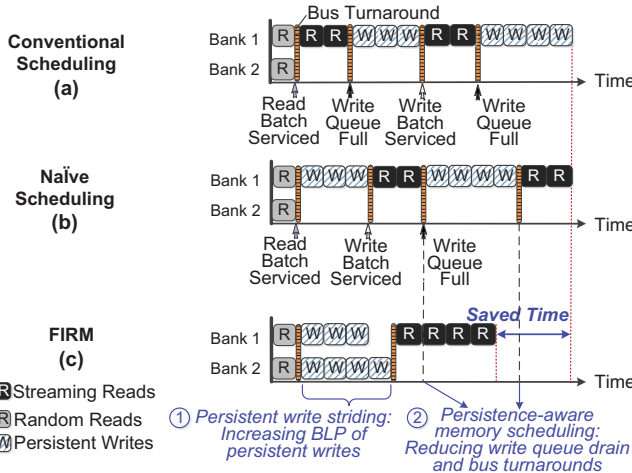 Bus Turnaround
Conventional
Scheduling
(a)
Bank 1 R R R W W W R R W W W W
Bank 2 R
Time
Read
Batch
Serviced
Write
Queue
Full
Write
Batch
Serviced
Write
Queue
Full
NaÏve
Scheduling
(b)
Bank 1 R W W W R R W W W W R R
Bank 2 R
Time
Read
Batch
Serviced
Write
Batch
Serviced
Write
Queue
Full
FIRM
(c)
Saved Time
Bank 1 R W W W R R R R
Bank 2 R W W W W
Time
R Streaming Reads
R Random Reads
W Persistent Writes
1 Persistent write striding:
Increasing BLP of
persistent writes
2 Persistence-aware
memory scheduling:
Reducing write queue drain
and bus turnarounds